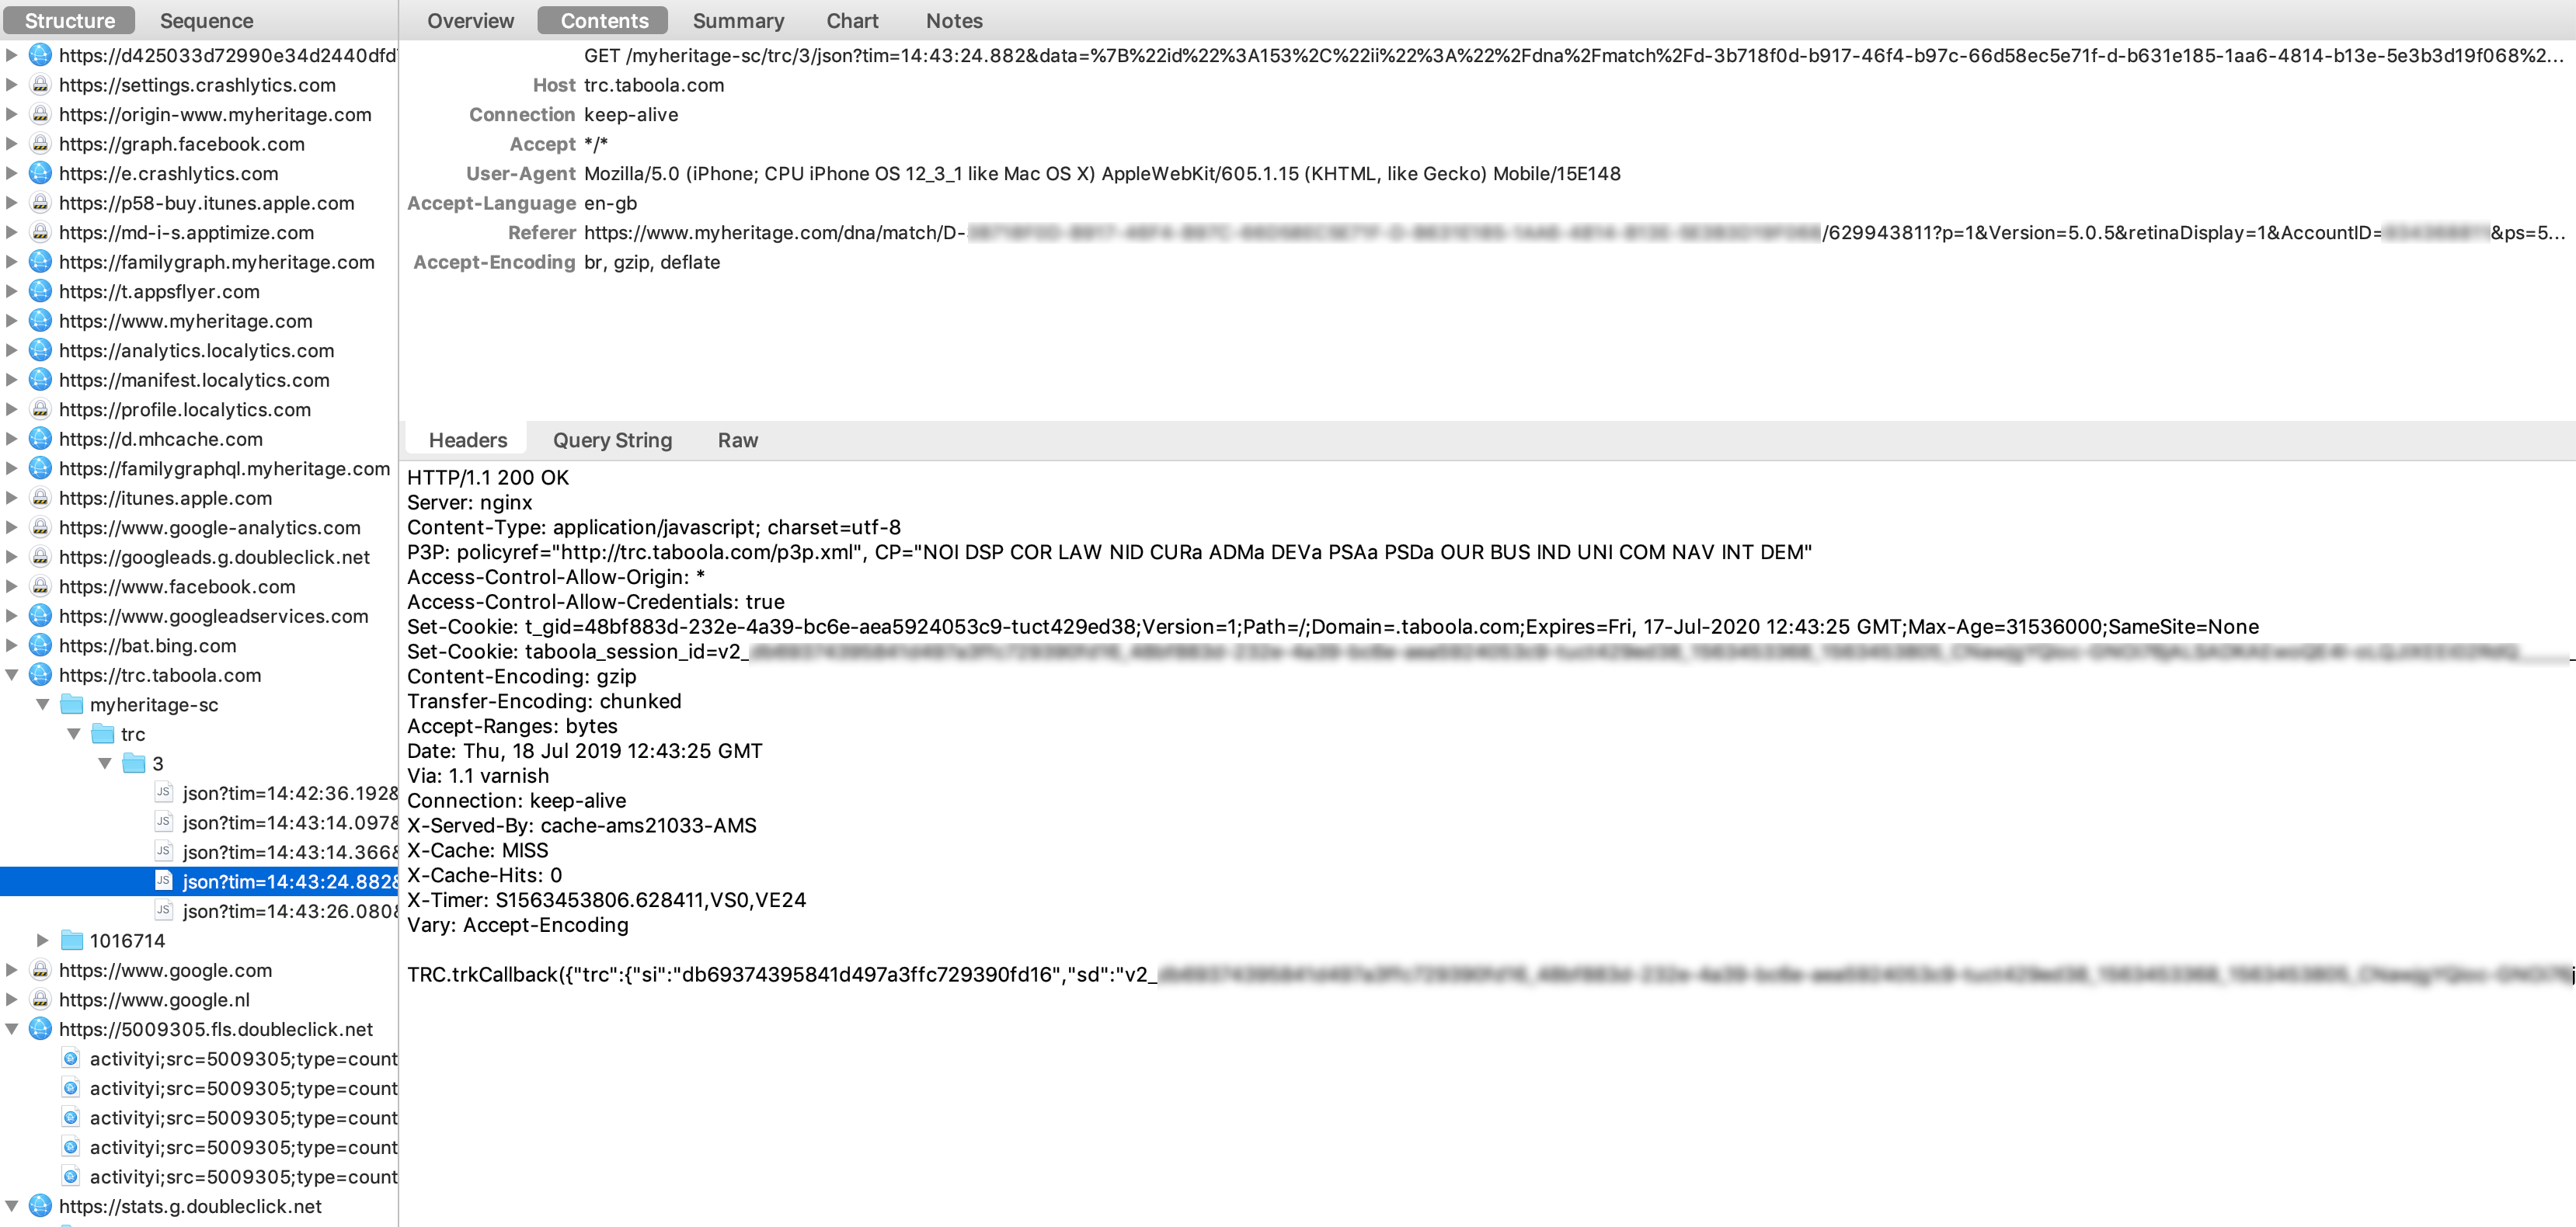 Structure
Sequence
https://d425033d72990e34d2440dfd
https://settings.crashlytics.com
https://origin-www.myheritage.com
https://graph.facebook.com
https://e.crashlytics.com
https://p58-buy.itunes.apple.com
https://md-i-s.apptimize.com
https://familygraph.myheritage.com
https://t.appsflyer.com
https://www.myheritage.com
https://analytics.localytics.com
https://manifest.localytics.com
https://profile.localytics.com
https://d.mhcache.com
https://familygraphql.myheritage.com
https://itunes.apple.com
https://www.google-analytics.com
https://googleads.g.doubleclick.net
https://www.facebook.com
https://www.googleadservices.com
https://bat.bing.com
https://trc.taboola.com
myheritage-sc
trc
3
json?tim=14:42:36.192&
json?tim=14:43:14.097&
json?tim=14:43:14.366&
json?tim=14:43:24.882&
json?tim=14:43:26.080&
1016714
https://www.google.com
https://www.google.nl
https://5009305.fls.doubleclick.net
activityi;src=5009305;type=count
activityi;src=5009305;type=count
activityi;src=5009305;type=count
activityi;src=5009305;type=count
activityi;src=5009305;type=count
https://stats.g.doubleclick.net
Overview Contents Summary Chart Notes
GET /myheritage-sc/trc/3/json?tim=14:43:24.882&data=%7B%22id%22%3A153%2C%22ii%22%3A%22%2Fdna%2Fmatch%2Fd-3b718f0d-b917-46f4-b97c-66d58ec5e71f-d-b631e185-1aa6-4814-b13e-5e3b3d19f068%2...
Host trc.taboola.com
Connection keep-alive
Accept */*
User-Agent Mozilla/5.0 (iPhone; CPU iPhone OS 12_3_1 like Mac OS X) AppleWebKit/605.1.15 (KHTML, like Gecko) Mobile/15E148
Accept-Language en-gb
Referer https://www.myheritage.com/dna/match/D- /629943811?p=1&Version=5.0.5&retinaDisplay=1&AccountID= &ps=5...
Accept-Encoding br, gzip, deflate
Headers Query String Raw
HTTP/1.1 200 OK
Server: nginx
Content-Type: application/javascript; charset=utf-8
P3P: policyref="http://trc.taboola.com/p3p.xml", CP="NOI DSP COR LAW NID CURa ADMa DEVa PSAa PSDa OUR BUS IND UNI COM NAV INT DEM"
Access-Control-Allow-Origin: *
Access-Control-Allow-Credentials: true
Set-Cookie: t_gid=48bf883d-232e-4a39-bc6e-aea5924053c9-tuct429ed38;Version=1;Path=/;Domain=.taboola.com;Expires=Fri, 17-Jul-2020 12:43:25 GMT;Max-Age=31536000;SameSite=None
Set-Cookie: taboola_session_id=v2_
Content-Encoding: gzip
Transfer-Encoding: chunked
Accept-Ranges: bytes
Date: Thu, 18 Jul 2019 12:43:25 GMT
Via: 1.1 varnish
Connection: keep-alive
X-Served-By: cache-ams21033-AMS
X-Cache: MISS
X-Cache-Hits: 0
X-Timer: S1563453806.628411,VS0,VE24
Vary: Accept-Encoding
TRC.trkCallback({"trc":{"si":"db69374395841d497a3ffc729390fd16","sd":"v2_